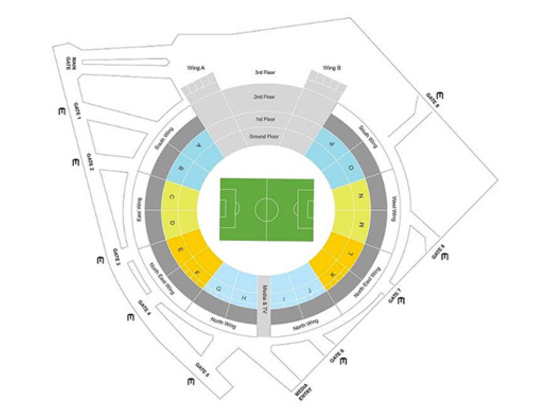 MAIN GATE
Wing A
3rd Floor
Wing B
2nd Floor
1st Floor
Ground Floor
GATE 1
GATE
South Wing
South Wing
A
P
B
O
GATE 2
East Wing
C
N
West Wing
D
M
GATE 3
E
L
GATE
North East Wing
F
K
North East Wing
G
H
Media & TV
I
J
GATE 7
GATE 4
North Wing
North Wing
GATE 5
GATE 6
MEDIA ENTRY